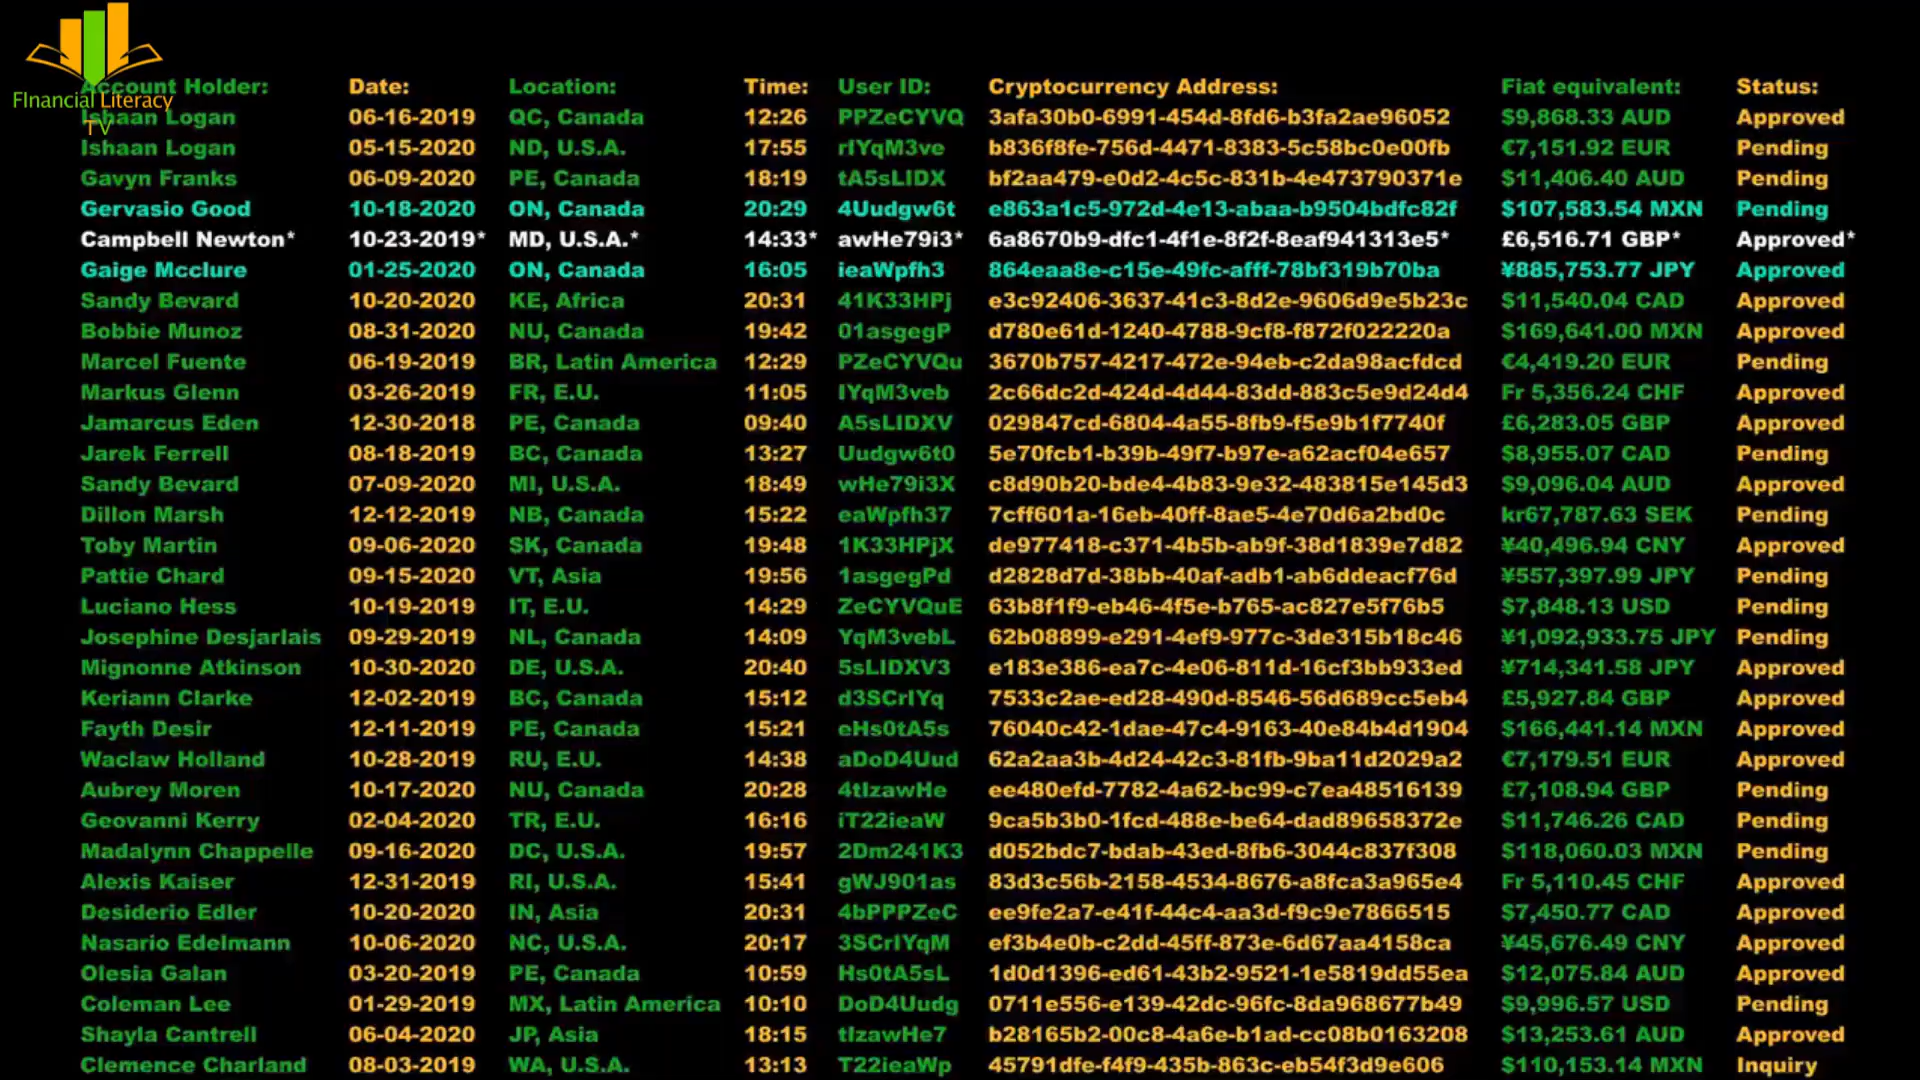 FInancial Literacy
TV
Account Holder: Date: Location: Time: User ID: Cryptocurrency Address: Fiat equivalent: Status:
Ishaan Logan 06-16-2019 QC, Canada 12:26 PPZeCYVQ 3afa30b0-6991-454d-8fd6-b3fa2ae96052 $9,868.33 AUD Approved
Ishaan Logan 05-15-2020 ND, U.S.A. 17:55 rIYqM3ve b836f8fe-756d-4471-8383-5c58bc0e00fb €7,151.92 EUR Pending
Gavyn Franks 06-09-2020 PE, Canada 18:19 tA5sLIDX bf2aa479-e0d2-4c5c-831b-4e473790371e $11,406.40 AUD Pending
Gervasio Good 10-18-2020 ON, Canada 20:29 4Uudgw6t e863a1c5-972d-4e13-abaa-b9504bdfc82f $107,583.54 MXN Pending
Campbell Newton* 10-23-2019* MD, U.S.A.* 14:33* awHe79i3* 6a8670b9-dfc1-4f1e-8f2f-8eaf941313e5* £6,516.71 GBP* Approved*
Gaige Mcclure 01-25-2020 ON, Canada 16:05 ieaWpfh3 864eaa8e-c15e-49fc-afff-78bf319b70ba ¥885,753.77 JPY Approved
Sandy Bevard 10-20-2020 KE, Africa 20:31 41K33HPj e3c92406-3637-41c3-8d2e-9606d9e5b23c $11,540.04 CAD Approved
Bobbie Munoz 08-31-2020 NU, Canada 19:42 01asgegP d780e61d-1240-4788-9cf8-f872f022220a $169,641.00 MXN Approved
Marcel Fuente 06-19-2019 BR, Latin America 12:29 PZeCYVQu 3670b757-4217-472e-94eb-c2da98acfdcd €4,419.20 EUR Pending
Markus Glenn 03-26-2019 FR, E.U. 11:05 IYqM3veb 2c66dc2d-424d-4d44-83dd-883c5e9d24d4 Fr 5,356.24 CHF Approved
Jamarcus Eden 12-30-2018 PE, Canada 09:40 A5sLIDXV 029847cd-6804-4a55-8fb9-f5e9b1f7740f £6,283.05 GBP Approved
Jarek Ferrell 08-18-2019 BC, Canada 13:27 Uudgw6t0 5e70fcb1-b39b-49f7-b97e-a62acf04e657 $8,955.07 CAD Pending
Sandy Bevard 07-09-2020 MI, U.S.A. 18:49 wHe79i3X c8d90b20-bde4-4b83-9e32-483815e145d3 $9,096.04 AUD Approved
Dillon Marsh 12-12-2019 NB, Canada 15:22 eaWpfh37 7cff601a-16eb-40ff-8ae5-4e70d6a2bd0c kr67,787.63 SEK Pending
Toby Martin 09-06-2020 SK, Canada 19:48 1K33HPjX de977418-c371-4b5b-ab9f-38d1839e7d82 ¥40,496.94 CNY Approved
Pattie Chard 09-15-2020 VT, Asia 19:56 1asgegPd d2828d7d-38bb-40af-adb1-ab6ddeacf76d ¥557,397.99 JPY Pending
Luciano Hess 10-19-2019 IT, E.U. 14:29 ZeCYVQuE 63b8f1f9-eb46-4f5e-b765-ac827e5f76b5 $7,848.13 USD Pending
Josephine Desjarlais 09-29-2019 NL, Canada 14:09 YqM3vebL 62b08899-e291-4ef9-977c-3de315b18c46 ¥1,092,933.75 JPY Pending
Mignonne Atkinson 10-30-2020 DE, U.S.A. 20:40 5sLIDXV3 e183e386-ea7c-4e06-811d-16cf3bb933ed ¥714,341.58 JPY Approved
Keriann Clarke 12-02-2019 BC, Canada 15:12 d3SCrIYq 7533c2ae-ed28-490d-8546-56d689cc5eb4 £5,927.84 GBP Approved
Fayth Desir 12-11-2019 PE, Canada 15:21 eHs0tA5s 76040c42-1dae-47c4-9163-40e84b4d1904 $166,441.14 MXN Approved
Waclaw Holland 10-28-2019 RU, E.U. 14:38 aDoD4Uud 62a2aa3b-4d24-42c3-81fb-9ba11d2029a2 €7,179.51 EUR Approved
Aubrey Moren 10-17-2020 NU, Canada 20:28 4tIzawHe ee480efd-7782-4a62-bc99-c7ea48516139 £7,108.94 GBP Pending
Geovanni Kerry 02-04-2020 TR, E.U. 16:16 iT22ieaW 9ca5b3b0-1fcd-488e-be64-dad89658372e $11,746.26 CAD Pending
Madalynn Chappelle 09-16-2020 DC, U.S.A. 19:57 2Dm241K3 d052bdc7-bdab-43ed-8fb6-3044c837f308 $118,060.03 MXN Pending
Alexis Kaiser 12-31-2019 RI, U.S.A. 15:41 gWJ901as 83d3c56b-2158-4534-8676-a8fca3a965e4 Fr 5,110.45 CHF Approved
Desiderio Edler 10-20-2020 IN, Asia 20:31 4bPPPZeC ee9fe2a7-e41f-44c4-aa3d-f9c9e7866515 $7,450.77 CAD Approved
Nasario Edelmann 10-06-2020 NC, U.S.A. 20:17 3SCrIYqM ef3b4e0b-c2dd-45ff-873e-6d67aa4158ca ¥45,676.49 CNY Approved
Olesia Galan 03-20-2019 PE, Canada 10:59 Hs0tA5sL 1d0d1396-ed61-43b2-9521-1e5819dd55ea $12,075.84 AUD Approved
Coleman Lee 01-29-2019 MX, Latin America 10:10 DoD4Uudg 0711e556-e139-42dc-96fc-8da968677b49 $9,996.57 USD Pending
Shayla Cantrell 06-04-2020 JP, Asia 18:15 tIzawHe7 b28165b2-00c8-4a6e-b1ad-cc08b0163208 $13,253.61 AUD Approved
Clemence Charland 08-03-2019 WA, U.S.A. 13:13 T22ieaWp 45791dfe-f4f9-435b-863c-eb54f3d9e606 $110,153.14 MXN Inquiry